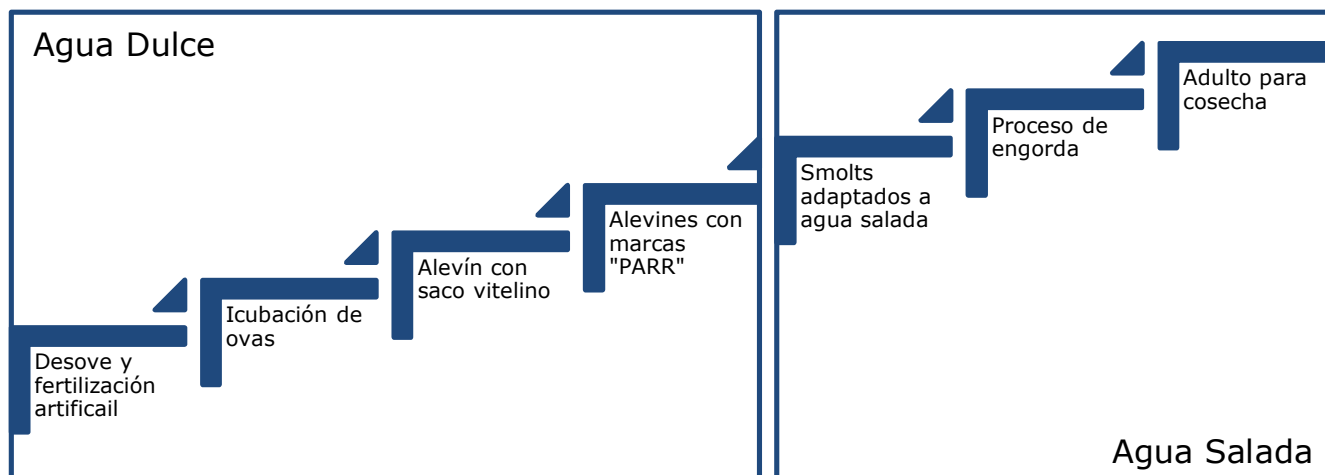 Agua Dulce
Desove y
fertilización
artificail
Icubación de
ovas
Alevín con
saco vitelino
Alevines con
marcas
"PARR"
Smolts
adaptados a
agua salada
Proceso de
engorda
Adulto para
cosecha
Agua Salada